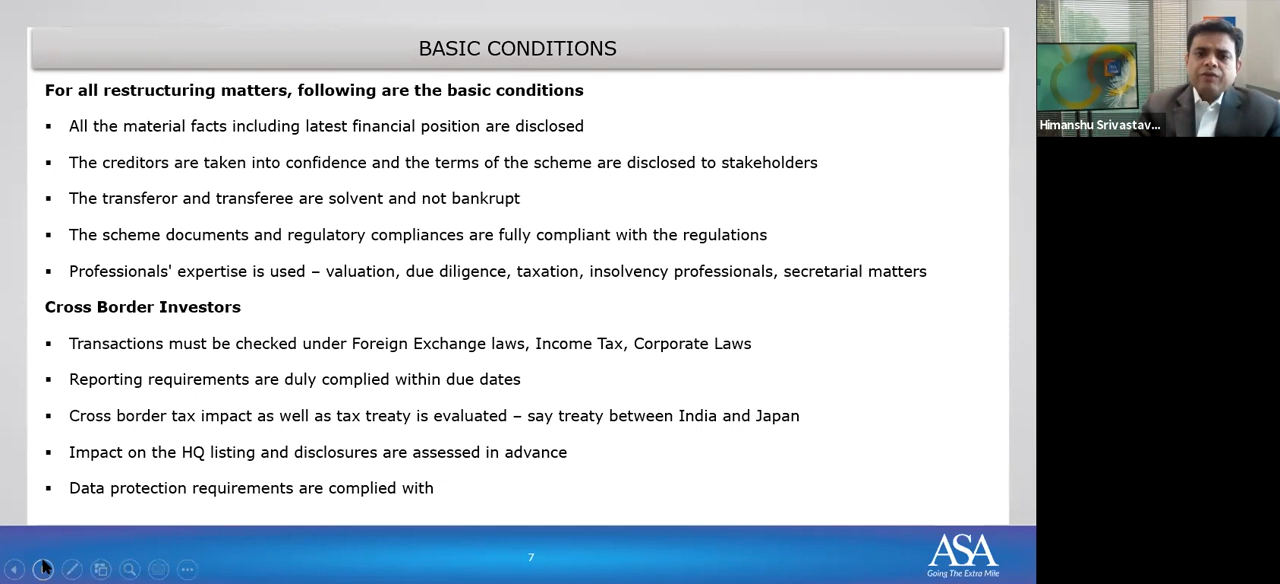 BASIC CONDITIONS
For all restructuring matters, following are the basic conditions
▪ All the material facts including latest financial position are disclosed
▪ The creditors are taken into confidence and the terms of the scheme are disclosed to stakeholders
▪ The transferor and transferee are solvent and not bankrupt
▪ The scheme documents and regulatory compliances are fully compliant with the regulations
▪ Professionals' expertise is used – valuation, due diligence, taxation, insolvency professionals, secretarial matters
Cross Border Investors
▪ Transactions must be checked under Foreign Exchange laws, Income Tax, Corporate Laws
▪ Reporting requirements are duly complied within due dates
▪ Cross border tax impact as well as tax treaty is evaluated – say treaty between India and Japan
▪ Impact on the HQ listing and disclosures are assessed in advance
▪ Data protection requirements are complied with
7
ASA
Going The Extra Mile
Himanshu Srivastav...